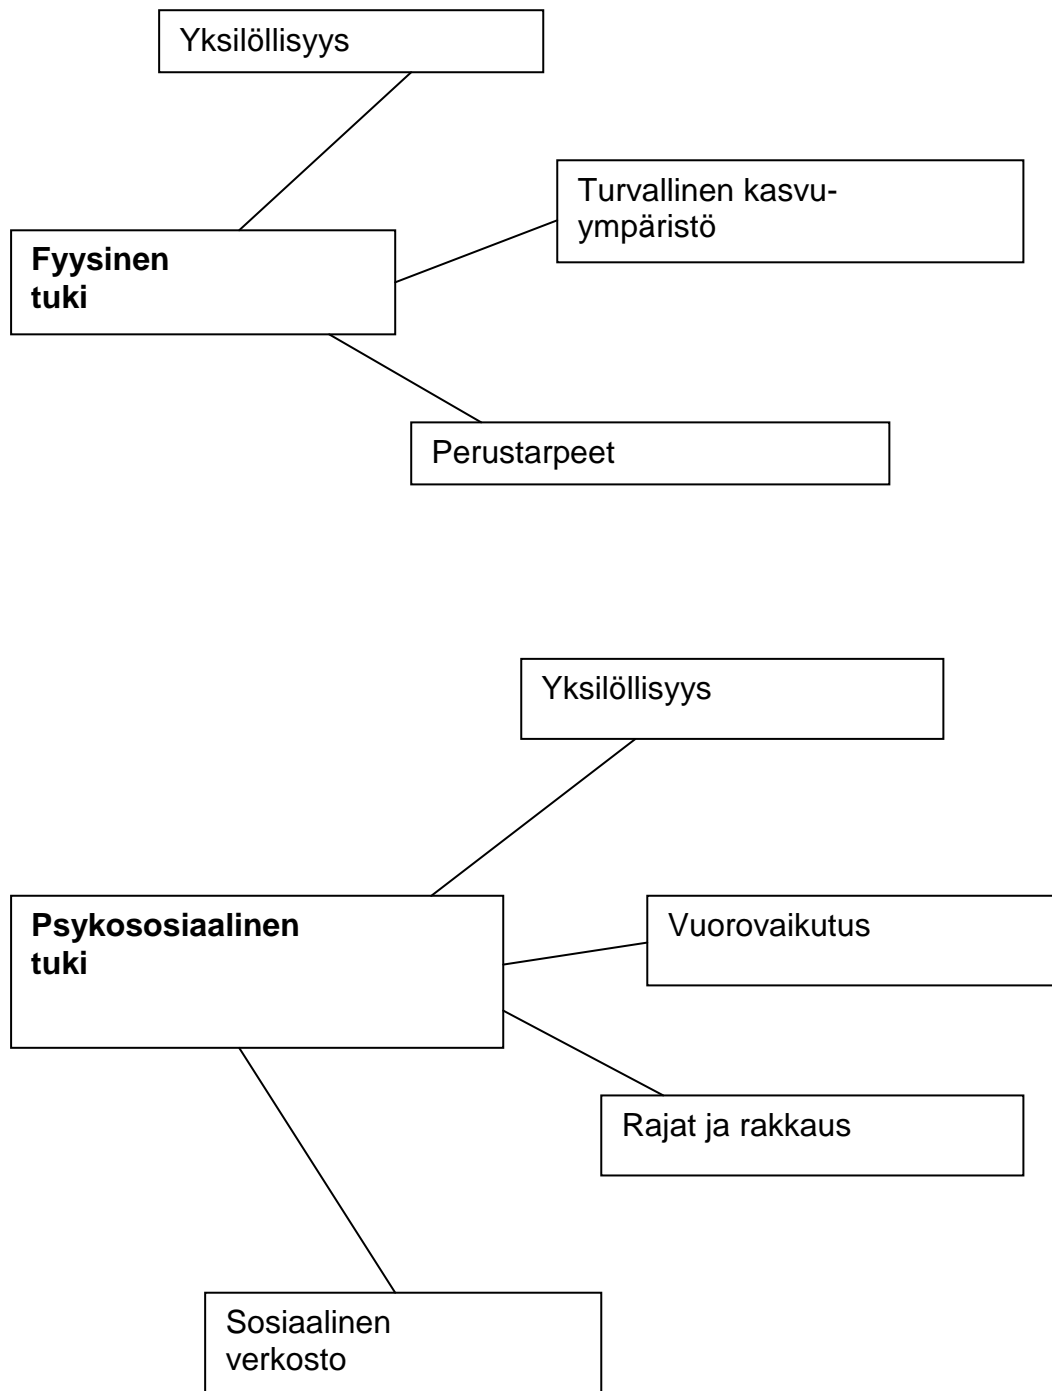 Yksilöllisyys
Turvallinen kasvu-
ympäristö
Fyysinen
tuki
Perustarpeet
Yksilöllisyys
Psykososiaalinen
tuki
Vuorovaikutus
Rajat ja rakkaus
Sosiaalinen
verkosto